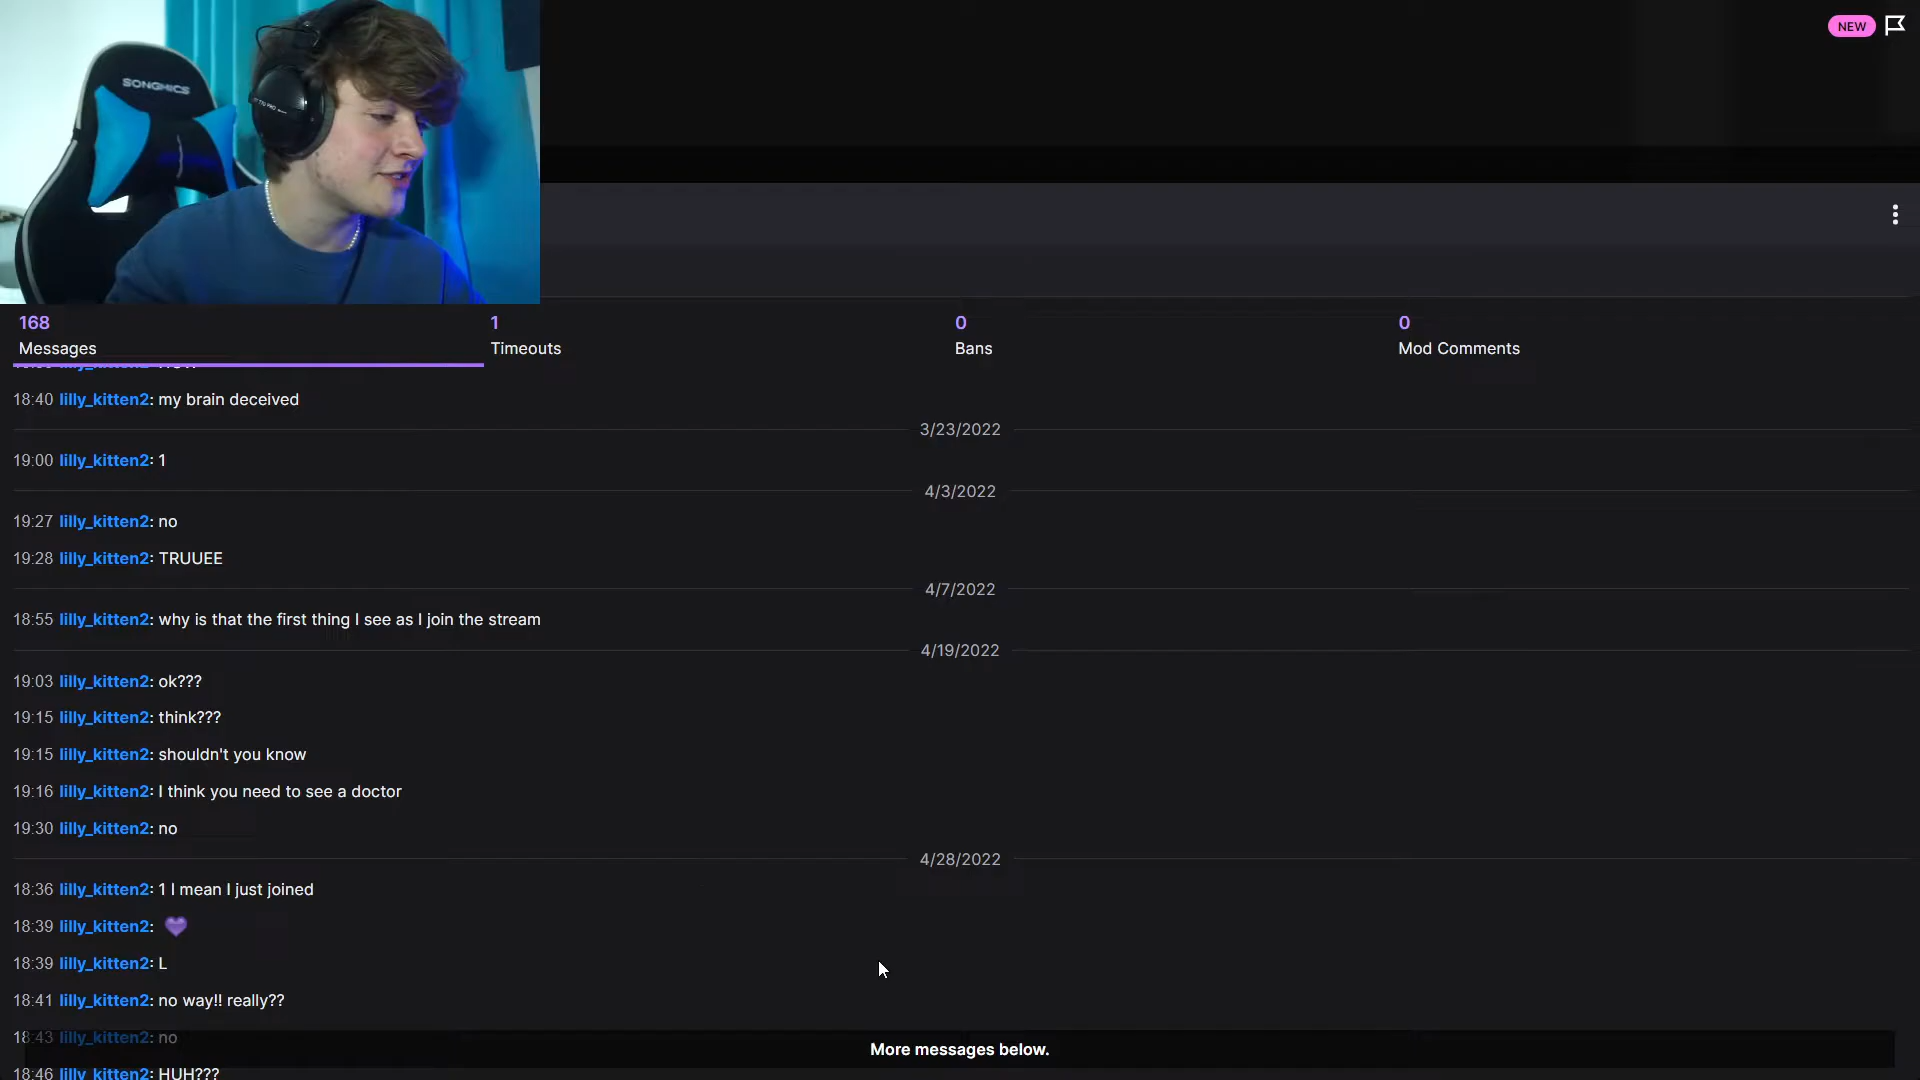 NEW
SONGMICS
168
Messages
1
Timeouts
0
Bans
0
Mod Comments
18:40 lilly_kitten2: my brain deceived
3/23/2022
19:00 lilly_kitten2: 1
4/3/2022
19:27 lilly_kitten2: no
19:28 lilly_kitten2: TRUUEE
4/7/2022
18:55 lilly_kitten2: why is that the first thing I see as I join the stream
4/19/2022
19:03 lilly_kitten2: ok???
19:15 lilly_kitten2: think???
19:15 lilly_kitten2: shouldn't you know
19:16 lilly_kitten2: I think you need to see a doctor
19:30 lilly_kitten2: no
4/28/2022
18:36 lilly_kitten2: 1 I mean I just joined
18:39 lilly_kitten2: 💜
18:39 lilly_kitten2: L
18:41 lilly_kitten2: no way!! really??
18:43 lilly_kitten2: no
More messages below.
18:46 lilly_kitten2: HUH???